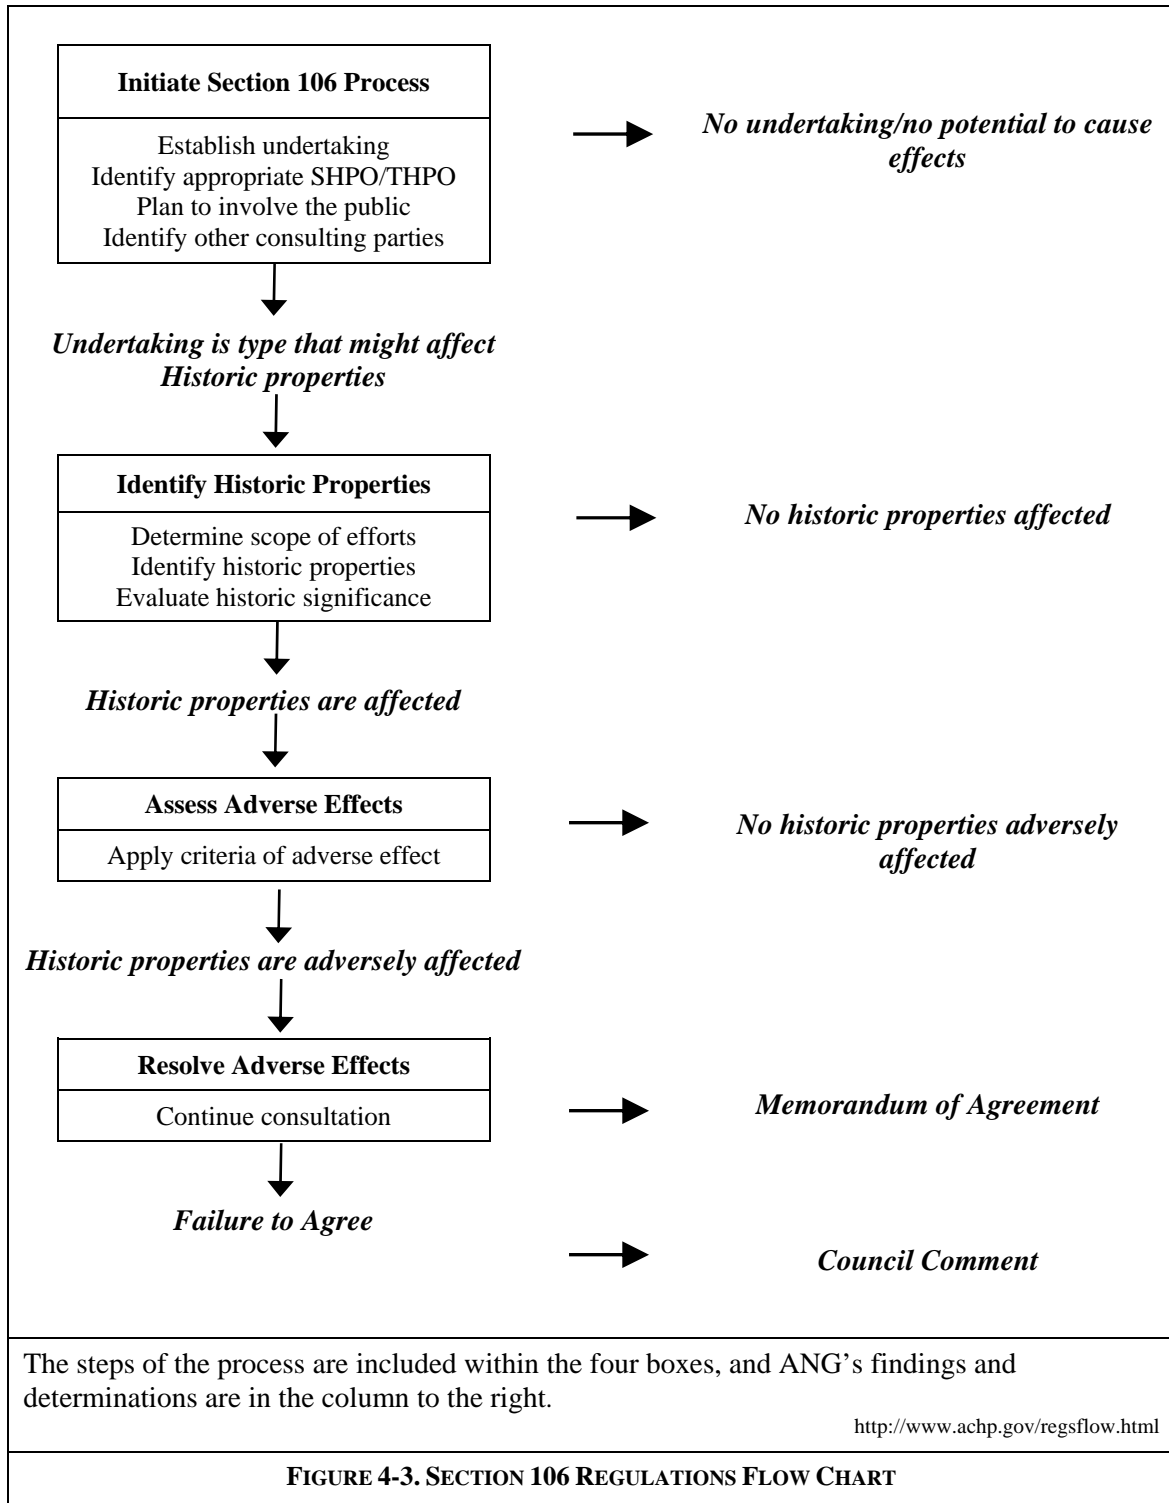 Initiate Section 106 Process
Establish undertaking
Identify appropriate SHPO/THPO
Plan to involve the public
Identify other consulting parties
No undertaking/no potential to cause
effects
Undertaking is type that might affect
Historic properties
Identify Historic Properties
Determine scope of efforts
Identify historic properties
Evaluate historic significance
No historic properties affected
Historic properties are affected
Assess Adverse Effects
Apply criteria of adverse effect
No historic properties adversely
affected
Historic properties are adversely affected
Resolve Adverse Effects
Continue consultation
Memorandum of Agreement
Failure to Agree
Council Comment
The steps of the process are included within the four boxes, and ANG's findings and
determinations are in the column to the right.
http://www.achp.gov/regsflow.html
FIGURE 4-3. SECTION 106 REGULATIONS FLOW CHART